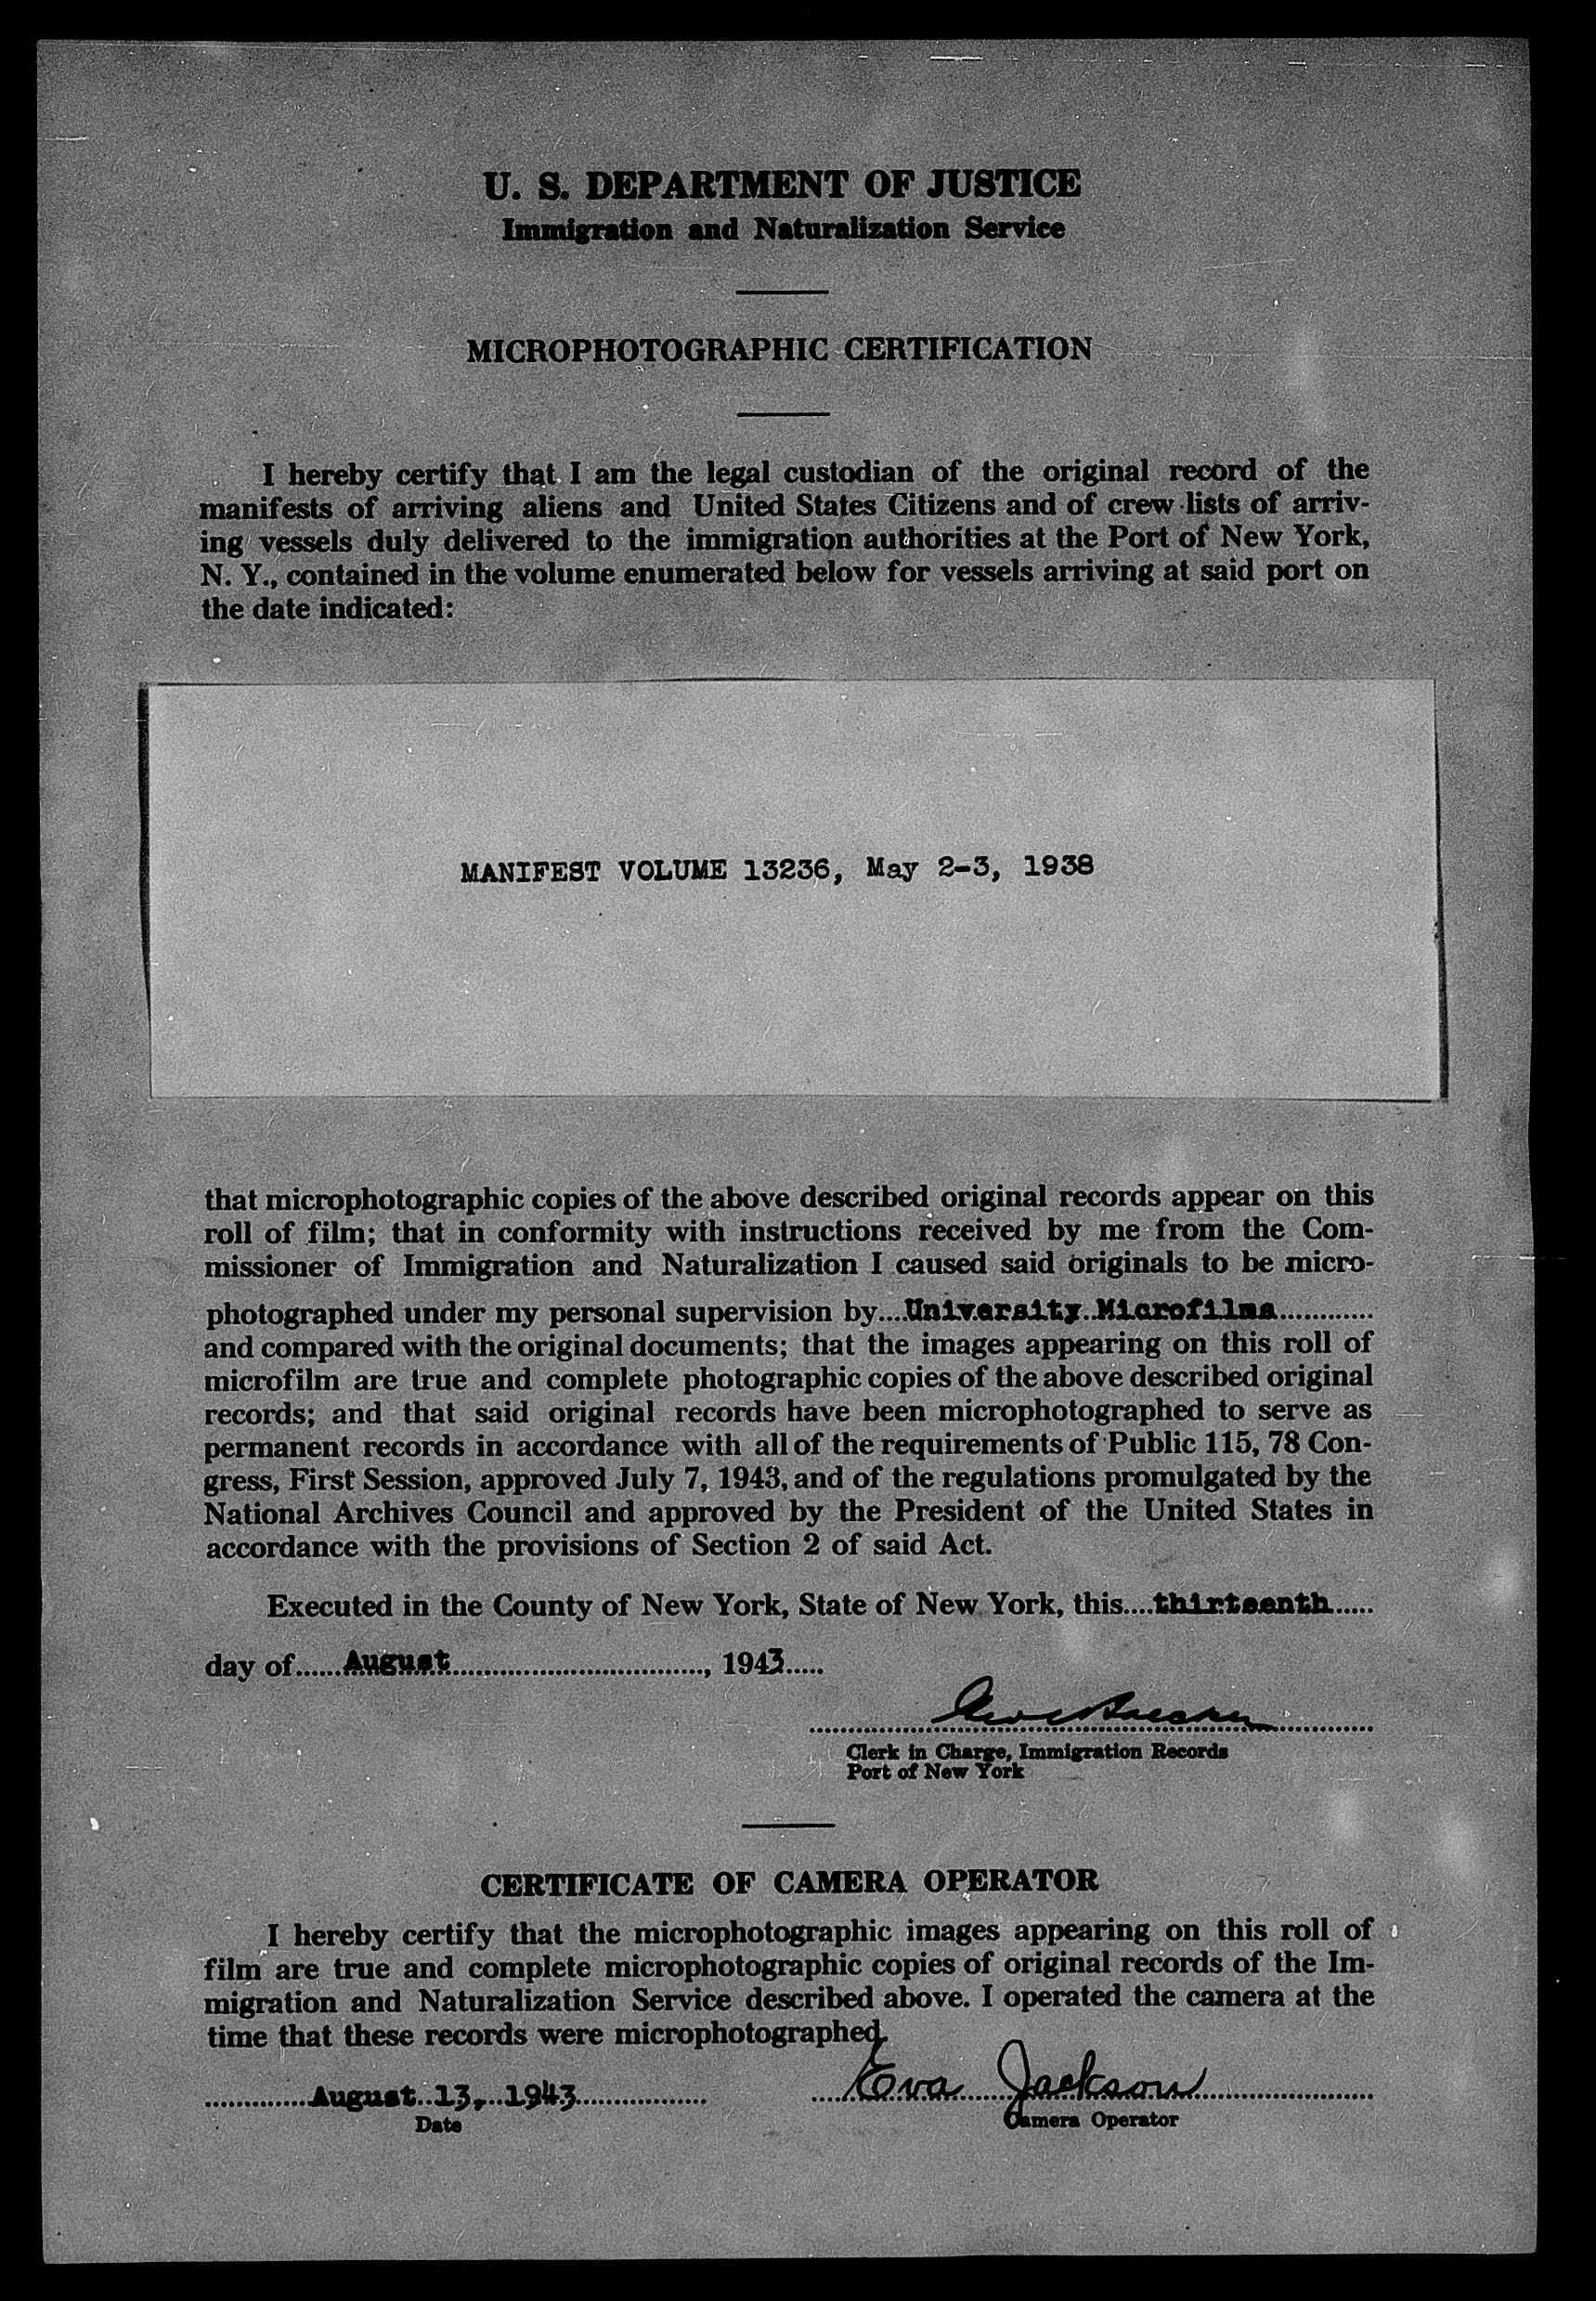 U. S. DEPARTMENT OF JUSTICE
Immigration and Naturalization Service
MICROPHOTOGRAPHIC CERTIFICATION
I hereby certify that I am the legal custodian of the original record of the
manifests of arriving aliens and United States Citizens and of crew lists of arriv-
ing vessels duly delivered to the immigration authorities at the Port of New York,
N. Y., contained in the volume enumerated below for vessels arriving at said port on
the date indicated:
MANIFEST VOLUME 13236, May 2-3, 1938
that microphotographic copies of the above described original records appear on this
roll of film; that in conformity with instructions received by me from the Com-
missioner of Immigration and Naturalization I caused said originals to be micro-
photographed under my personal supervision by....University Microfilms............
and compared with the original documents; that the images appearing on this roll of
microfilm are true and complete photographic copies of the above described original
records; and that said original records have been microphotographed to serve as
permanent records in accordance with all of the requirements of Public 115, 78 Con-
gress, First Session, approved July 7, 1943, and of the regulations promulgated by the
National Archives Council and approved by the President of the United States in
accordance with the provisions of Section 2 of said Act.
Executed in the County of New York, State of New York, this....thirteenth.....
day of......August................................., 1943.....
Clerk in Charge, Immigration Records
Port of New York
CERTIFICATE OF CAMERA OPERATOR
I hereby certify that the microphotographic images appearing on this roll of
film are true and complete microphotographic copies of original records of the Im-
migration and Naturalization Service described above. I operated the camera at the
time that these records were microphotographed.
August 13, 1943 Eva Jackson
Date Camera Operator